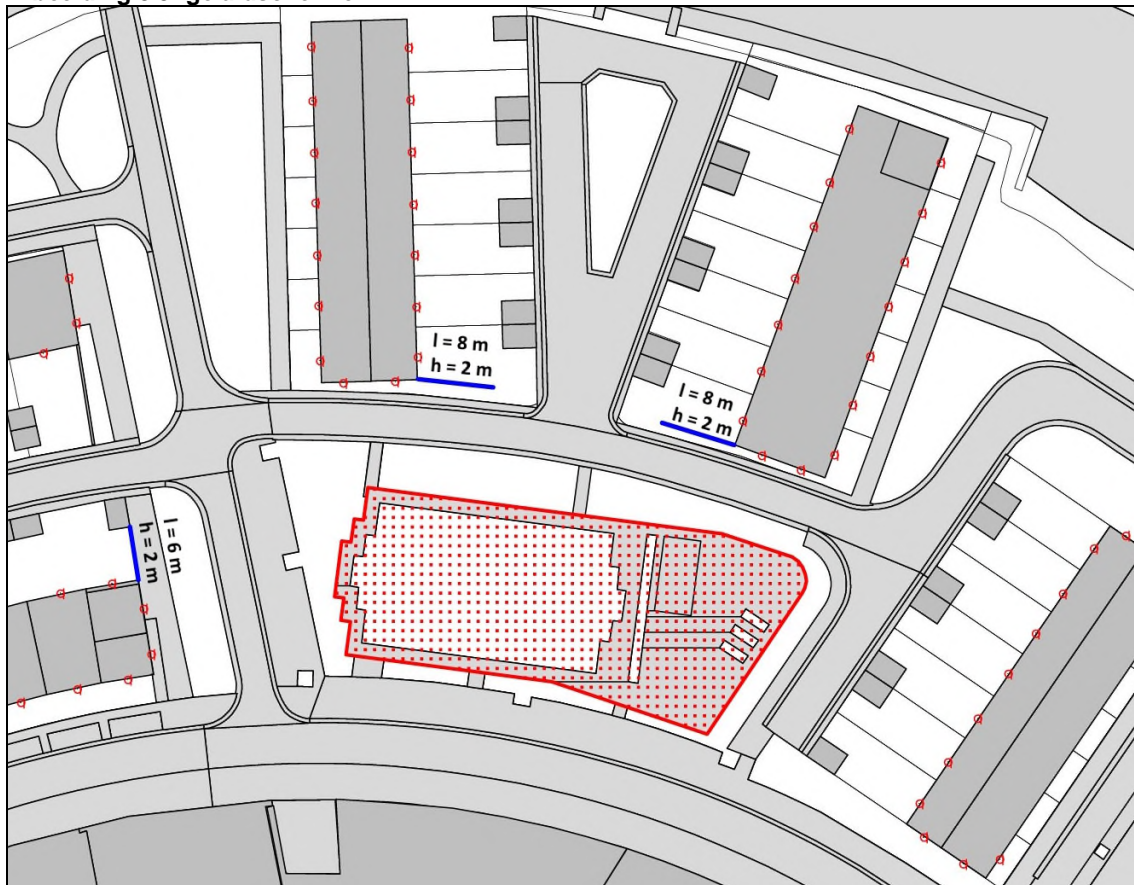 l = 8 m
h = 2 m
l = 8 m
h = 2 m
l = 6 m
h = 2 m